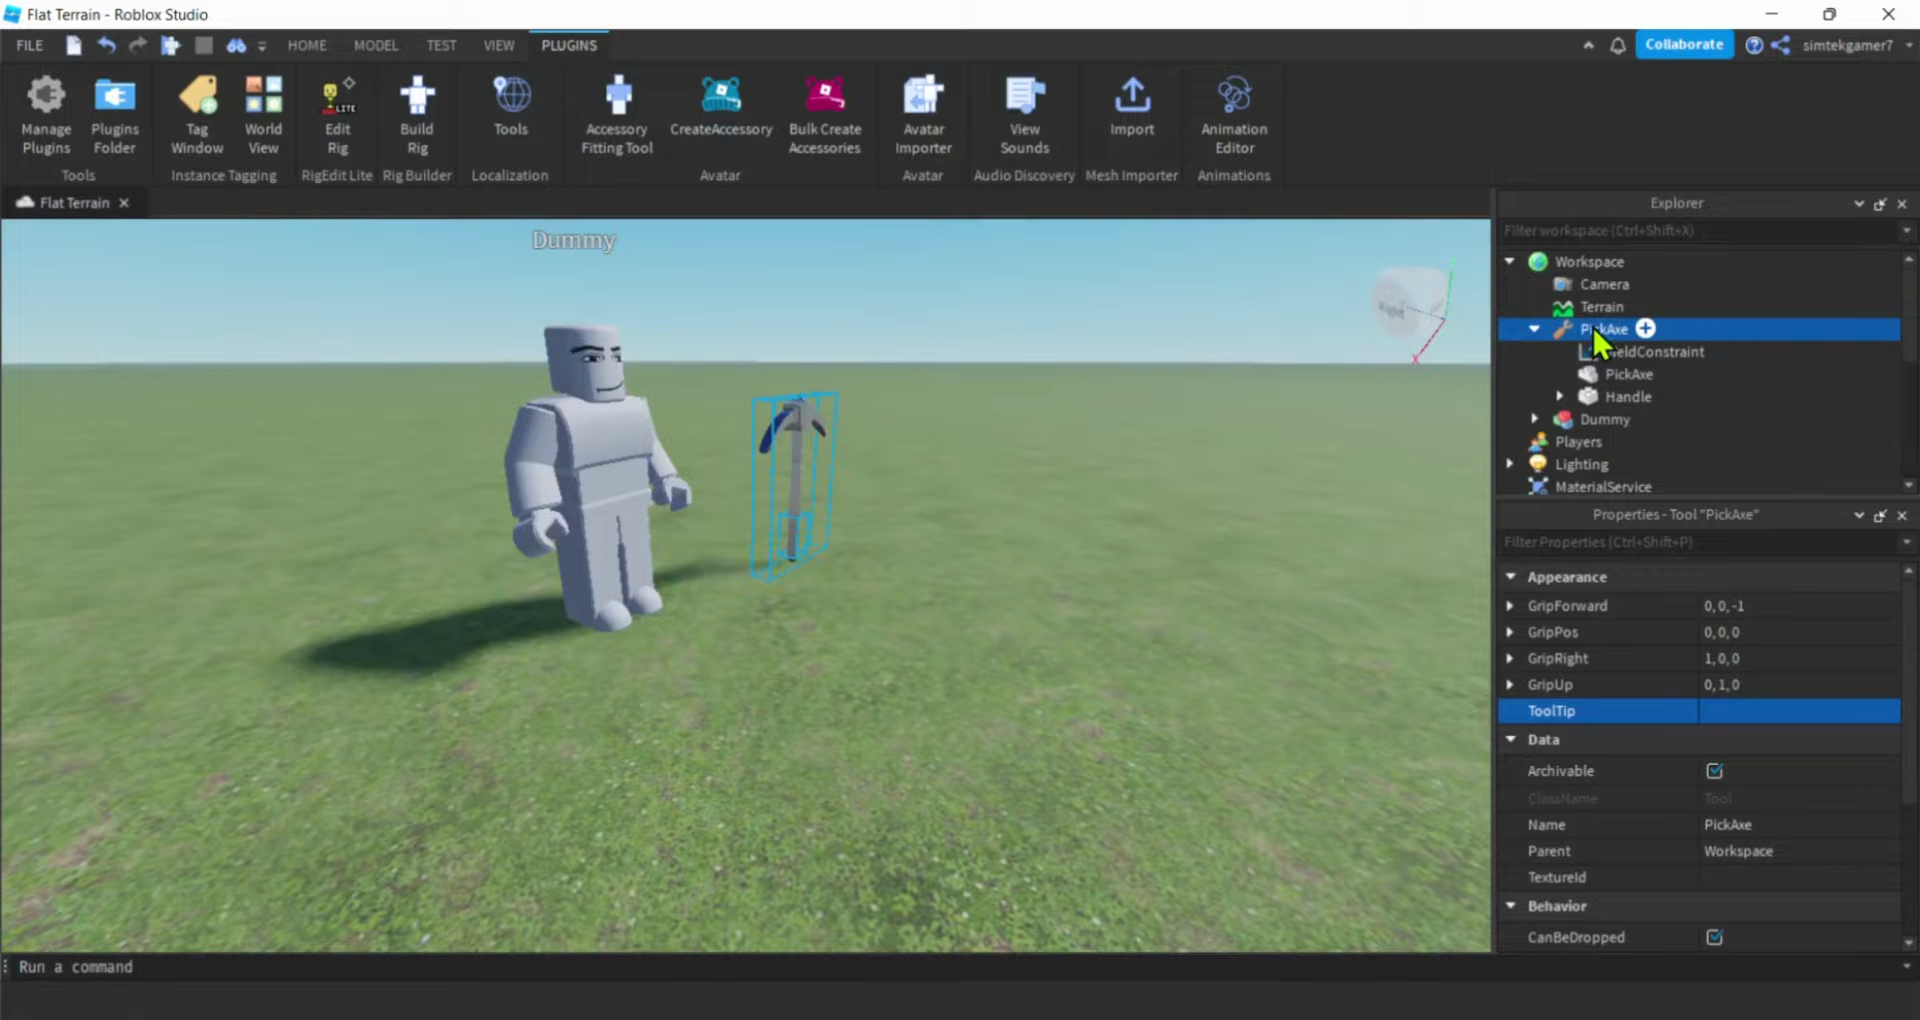 Flat Terrain - Roblox Studio
FILE HOME MODEL TEST VIEW PLUGINS Collaborate simtekgamer7
Manage Plugins
Plugins Folder
Tag Window
World View
LITE
Edit Rig
Build Rig
Tools
Accessory Fitting Tool
CreateAccessory
Bulk Create Accessories
Avatar Importer
View Sounds
Import
Animation Editor
Tools Instance Tagging RigEdit Lite Rig Builder Localization Avatar Avatar Audio Discovery Mesh Importer Animations
Flat Terrain
Dummy
Right
Explorer
Filter workspace (Ctrl+Shift+X)
Workspace
Camera
Terrain
PickAxe
WeldConstraint
PickAxe
Handle
Dummy
Players
Lighting
MaterialService
Properties - Tool "PickAxe"
Filter Properties (Ctrl+Shift+P)
Appearance
GripForward 0, 0, -1
GripPos 0, 0, 0
GripRight 1, 0, 0
GripUp 0, 1, 0
ToolTip
Data
Archivable
ClassName Tool
Name PickAxe
Parent Workspace
TextureId
Behavior
CanBeDropped
Run a command